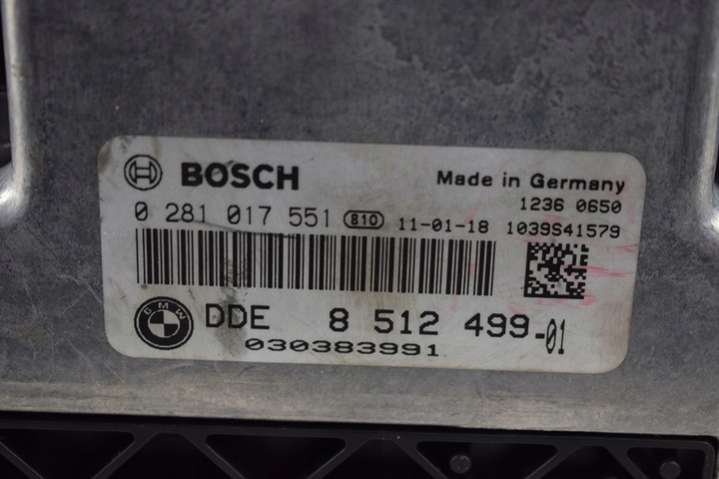 BOSCH Made in Germany
1236 0650
0 281 017 551 810 11-01-18 1039S41579
BMW DDE 8 512 499-01
030383991